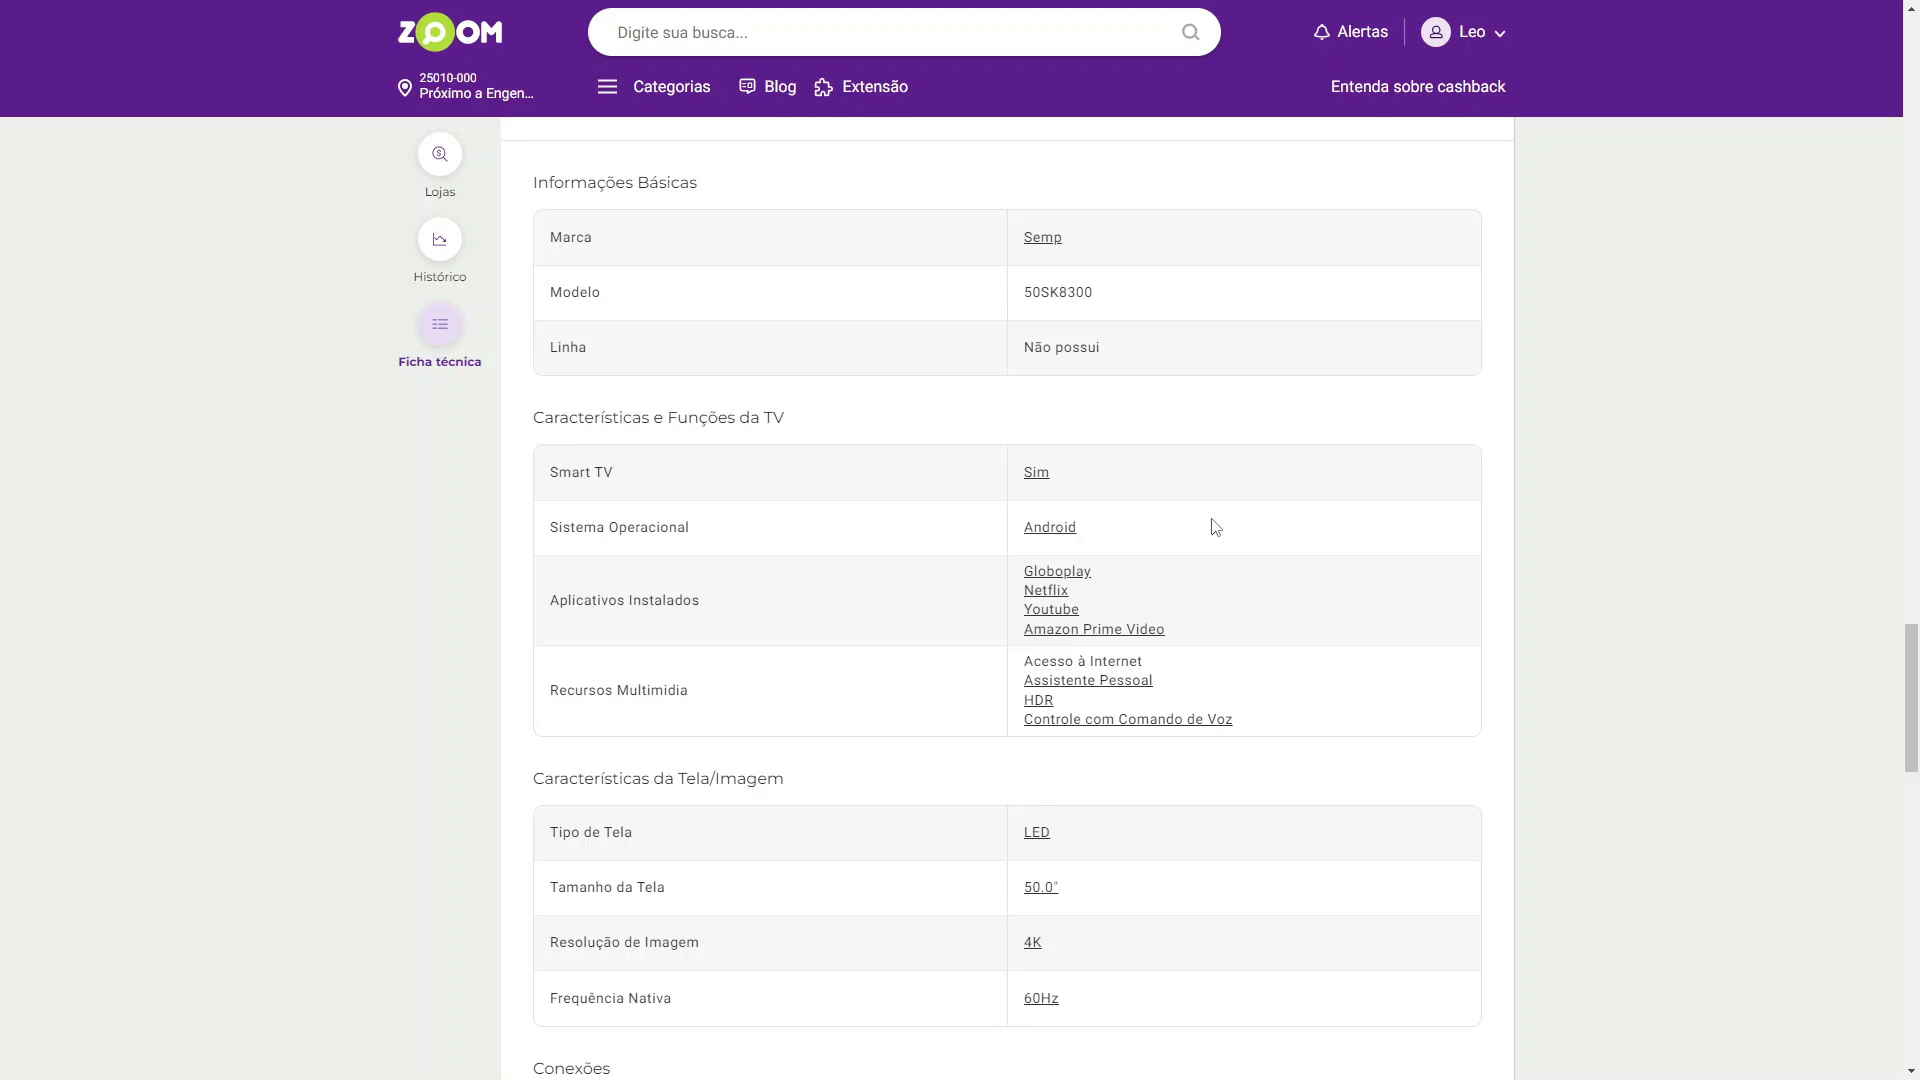 ZOOM
Digite sua busca...
Alertas
Leo
25010-000
Próximo a Engen...
Categorias
Blog
Extensão
Entenda sobre cashback
Lojas
Histórico
Ficha técnica
Informações Básicas
Marca
Semp
Modelo
50SK8300
Linha
Não possui
Características e Funções da TV
Smart TV
Sim
Sistema Operacional
Android
Aplicativos Instalados
Globoplay
Netflix
Youtube
Amazon Prime Video
Recursos Multimidia
Acesso à Internet
Assistente Pessoal
HDR
Controle com Comando de Voz
Características da Tela/Imagem
Tipo de Tela
LED
Tamanho da Tela
50.0"
Resolução de Imagem
4K
Frequência Nativa
60Hz
Conexões